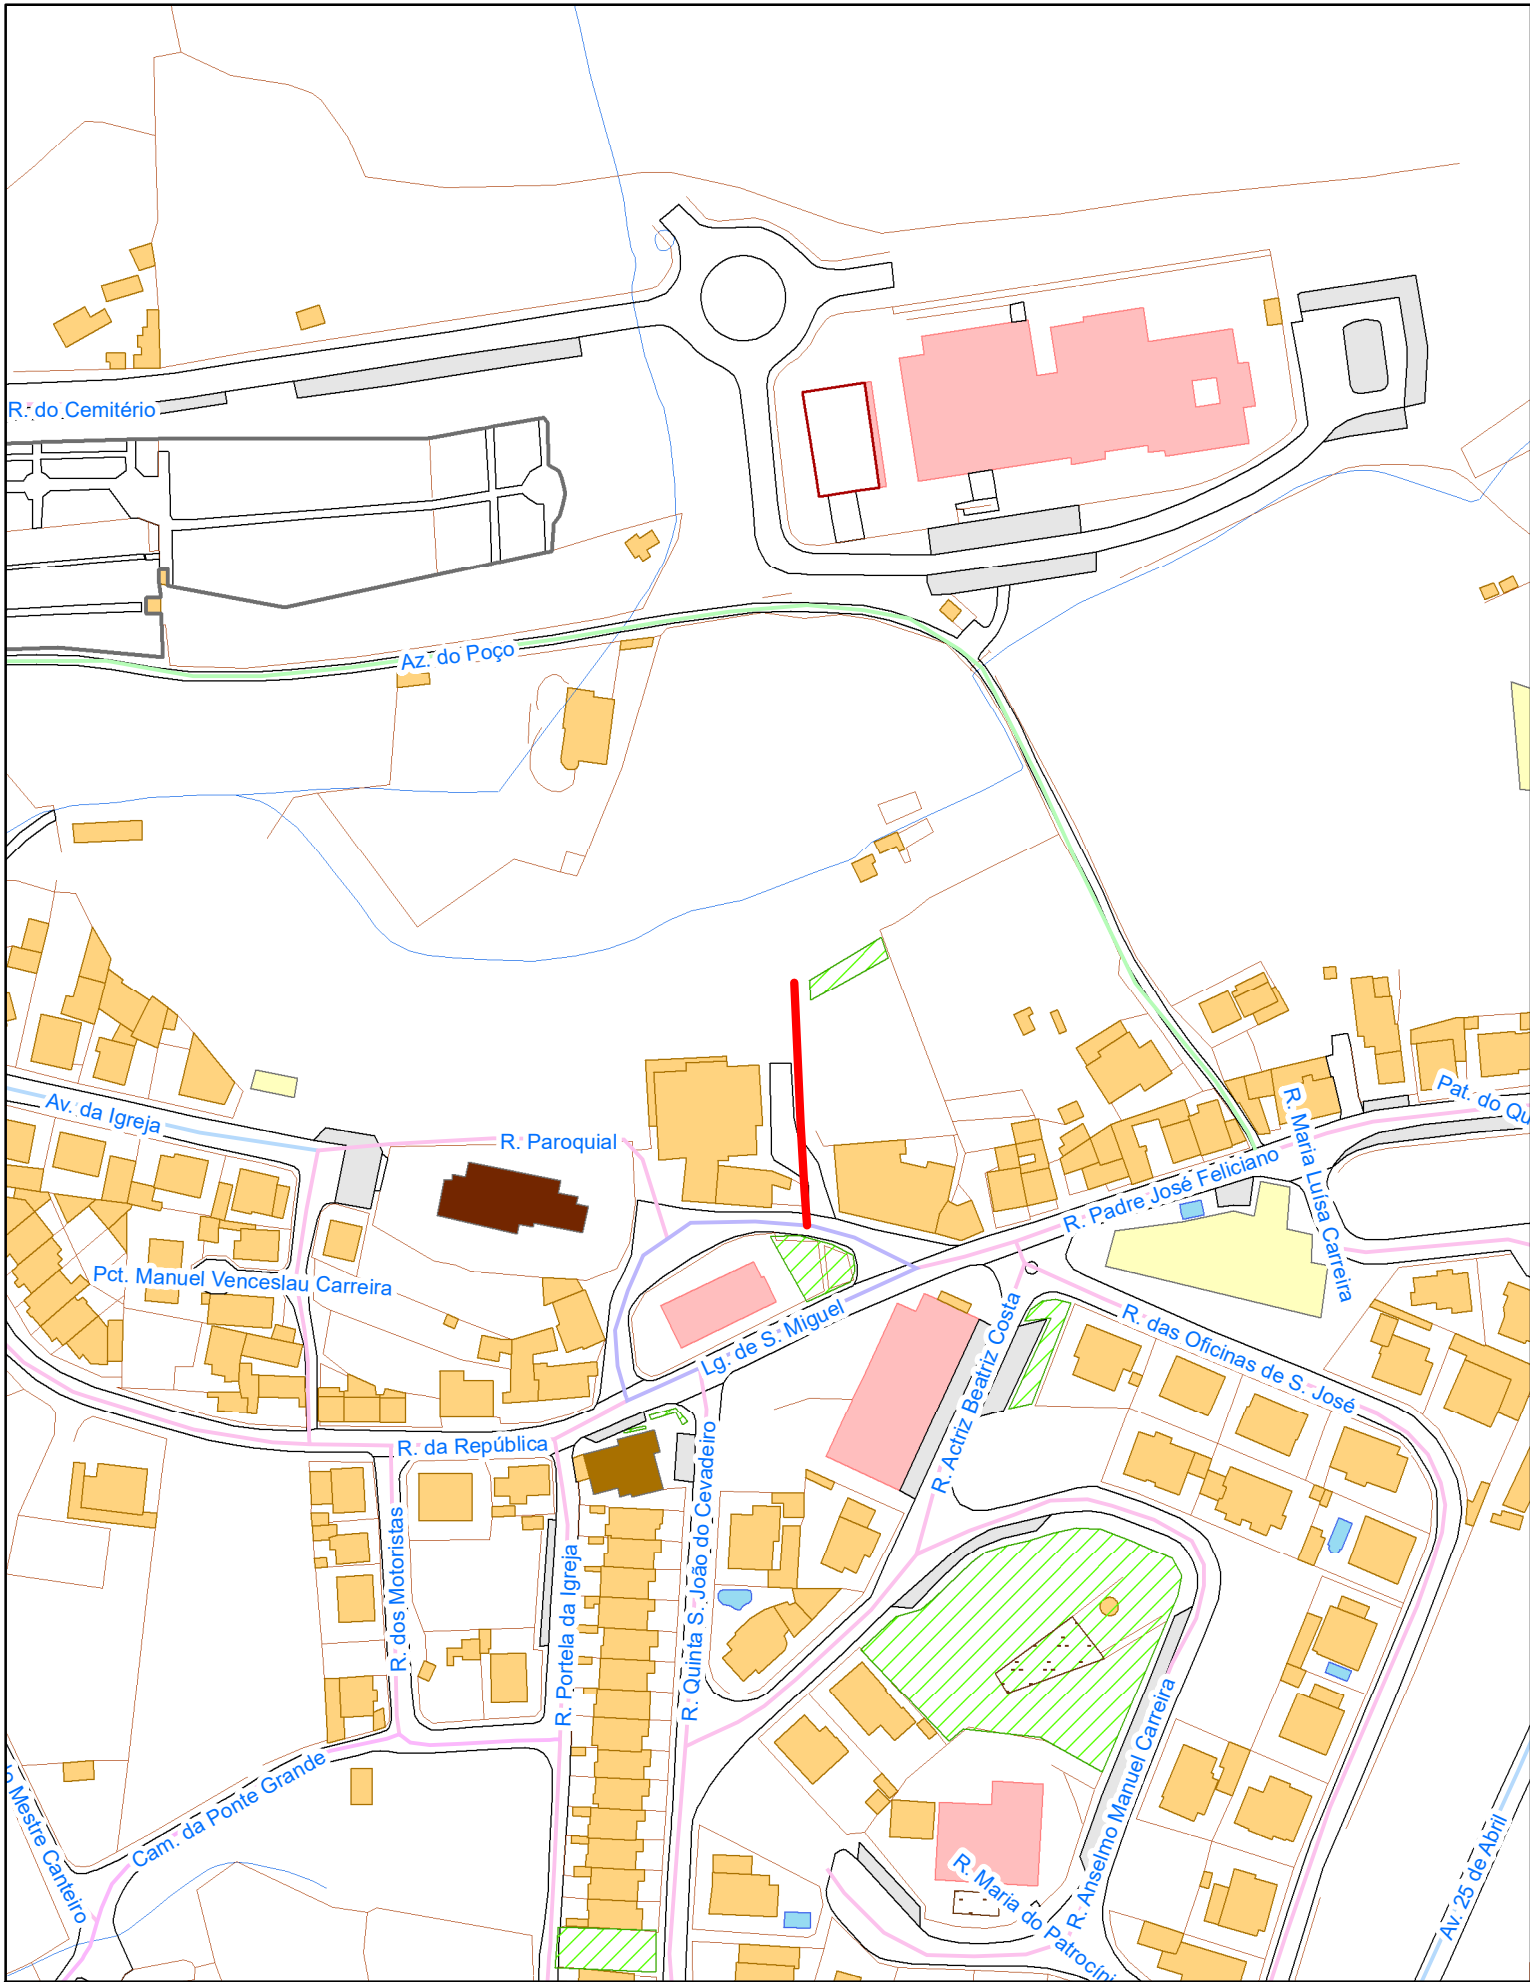 R. do Cemitério
Az. do Poço
Av. da Igreja
R. Paroquial
Pat. do Qu
R. Maria Luísa Carreira
R. Padre José Feliciano
Pct. Manuel Venceslau Carreira
Lg. de S. Miguel
R. Actriz Beatriz Costa
R. das Oficinas de S. José
R. da República
R. dos Motoristas
R. Portela da Igreja
R. Quinta S. João do Cevadeiro
R. Anselmo Manuel Carreira
Cam. da Ponte Grande
o Mestre Canteiro
R. Maria do Patrocíni
Av. 25 de Abril